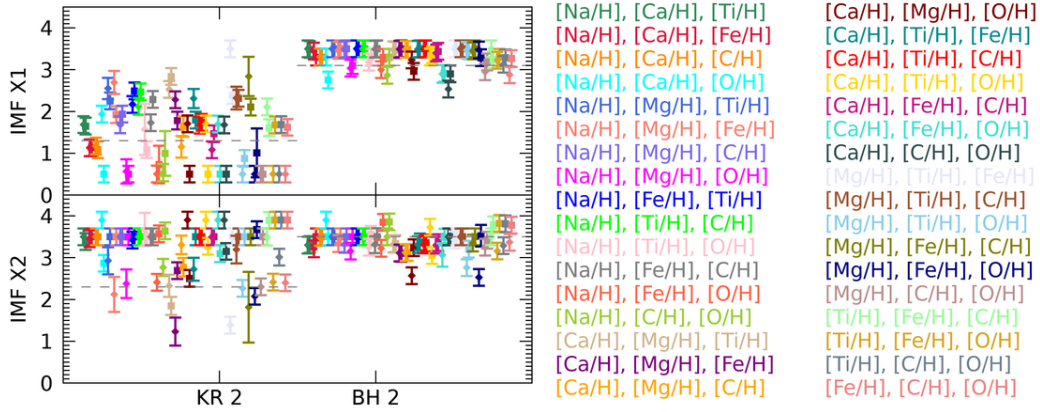 IMF X1
4
3
2
1
0
IMF X2
4
3
2
1
0
KR 2
BH 2
[Na/H], [Ca/H], [Ti/H]
[Na/H], [Ca/H], [Fe/H]
[Na/H], [Ca/H], [C/H]
[Na/H], [Ca/H], [O/H]
[Na/H], [Mg/H], [Ti/H]
[Na/H], [Mg/H], [Fe/H]
[Na/H], [Mg/H], [C/H]
[Na/H], [Mg/H], [O/H]
[Na/H], [Fe/H], [Ti/H]
[Na/H], [Ti/H], [C/H]
[Na/H], [Ti/H], [O/H]
[Na/H], [Fe/H], [C/H]
[Na/H], [Fe/H], [O/H]
[Na/H], [C/H], [O/H]
[Ca/H], [Mg/H], [Ti/H]
[Ca/H], [Mg/H], [Fe/H]
[Ca/H], [Mg/H], [C/H]
[Ca/H], [Mg/H], [O/H]
[Ca/H], [Ti/H], [Fe/H]
[Ca/H], [Ti/H], [C/H]
[Ca/H], [Ti/H], [O/H]
[Ca/H], [Fe/H], [C/H]
[Ca/H], [Fe/H], [O/H]
[Ca/H], [C/H], [O/H]
[Mg/H], [Ti/H], [Fe/H]
[Mg/H], [Ti/H], [C/H]
[Mg/H], [Ti/H], [O/H]
[Mg/H], [Fe/H], [C/H]
[Mg/H], [Fe/H], [O/H]
[Mg/H], [C/H], [O/H]
[Ti/H], [Fe/H], [C/H]
[Ti/H], [Fe/H], [O/H]
[Ti/H], [C/H], [O/H]
[Fe/H], [C/H], [O/H]